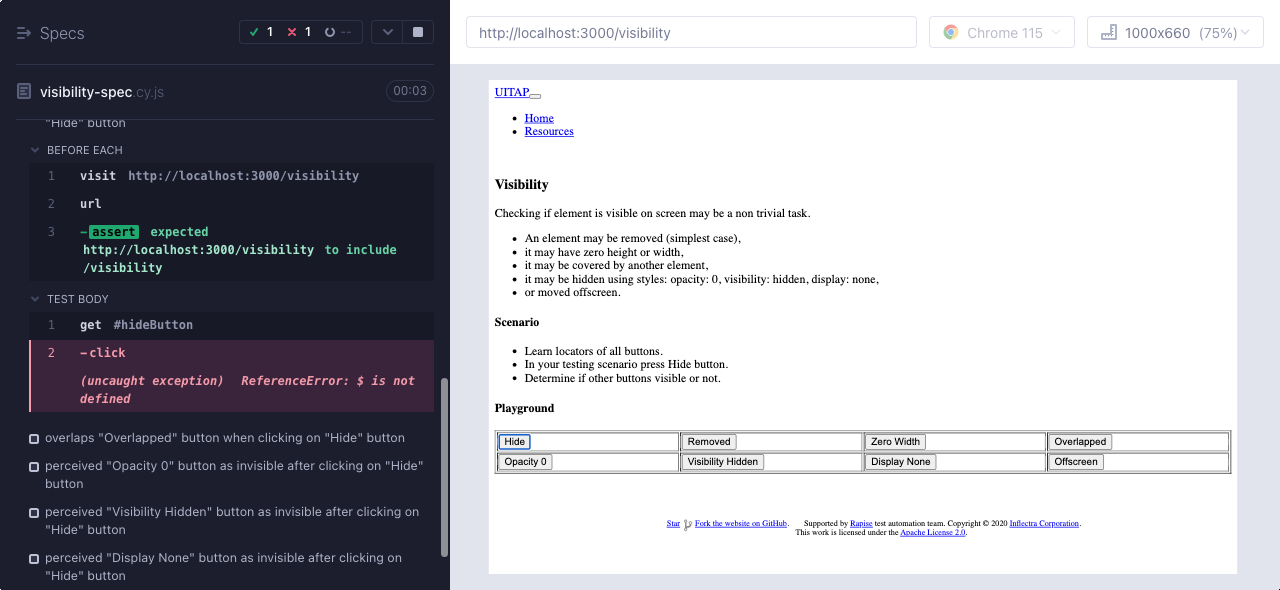 Specs
1
1
--
visibility-spec.cy.js
00:03
"Hide" button
BEFORE EACH
1 visit http://localhost:3000/visibility
2 url
3 -assert expected
http://localhost:3000/visibility to include
/visibility
TEST BODY
1 get #hideButton
2 -click
(uncaught exception) ReferenceError: $ is not
defined
overlaps "Overlapped" button when clicking on "Hide" button
perceived "Opacity 0" button as invisible after clicking on "Hide"
button
perceived "Visibility Hidden" button as invisible after clicking on
"Hide" button
perceived "Display None" button as invisible after clicking on
"Hide" button
http://localhost:3000/visibility
Chrome 115
1000x660 (75%)
UITAP
Home
Resources
Visibility
Checking if element is visible on screen may be a non trivial task.
An element may be removed (simplest case),
it may have zero height or width,
it may be covered by another element,
it may be hidden using styles: opacity: 0, visibility: hidden, display: none,
or moved offscreen.
Scenario
Learn locators of all buttons.
In your testing scenario press Hide button.
Determine if other buttons visible or not.
Playground
Hide Removed Zero Width Overlapped
Opacity 0 Visibility Hidden Display None Offscreen
Star Fork the website on GitHub. Supported by Rapise test automation team. Copyright © 2020 Inflectra Corporation.
This work is licensed under the Apache License 2.0.